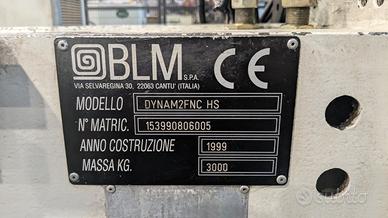 BLM S.P.A. CE
VIA SELVAREGINA 30, 22063 CANTU' (ITALIA)
MODELLO DYNAM2FNC HS
N° MATRIC. 153990806005
ANNO COSTRUZIONE 1999
MASSA KG. 3000
SUBITO